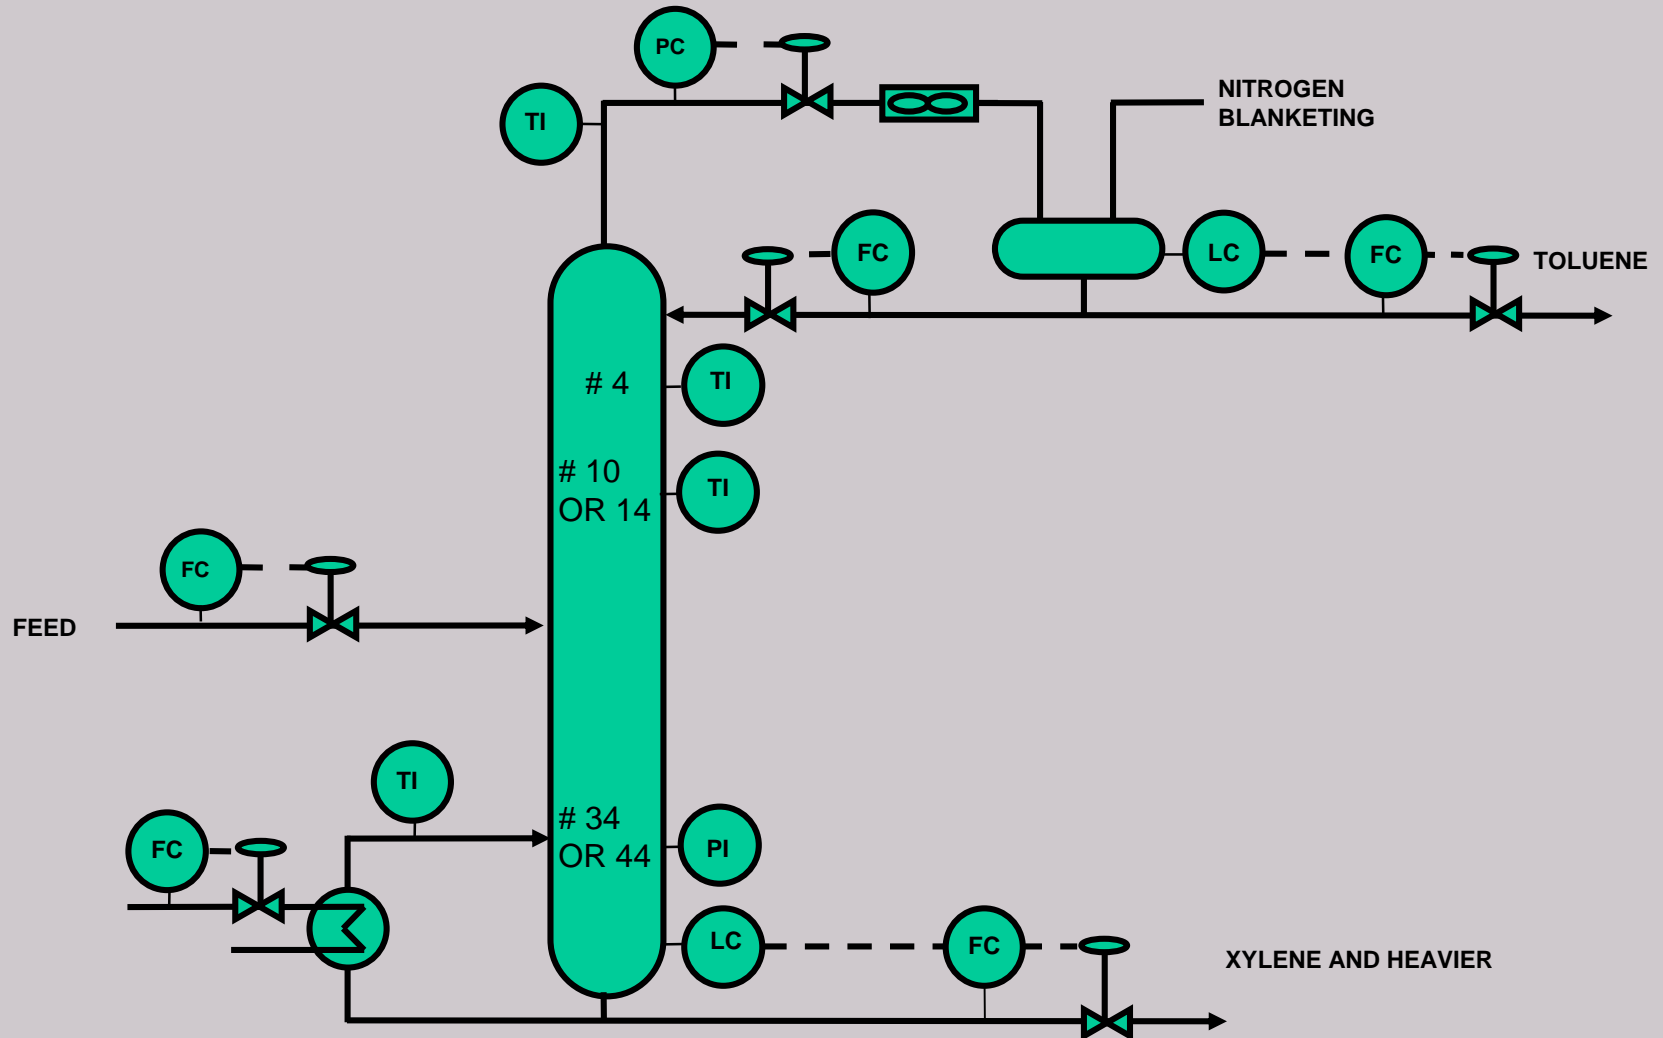 PC
TI
NITROGEN
BLANKETING
FC
LC
FC
TOLUENE
# 4
TI
# 10
OR 14
TI
FC
FEED
TI
# 34
OR 44
FC
PI
LC
FC
XYLENE AND HEAVIER